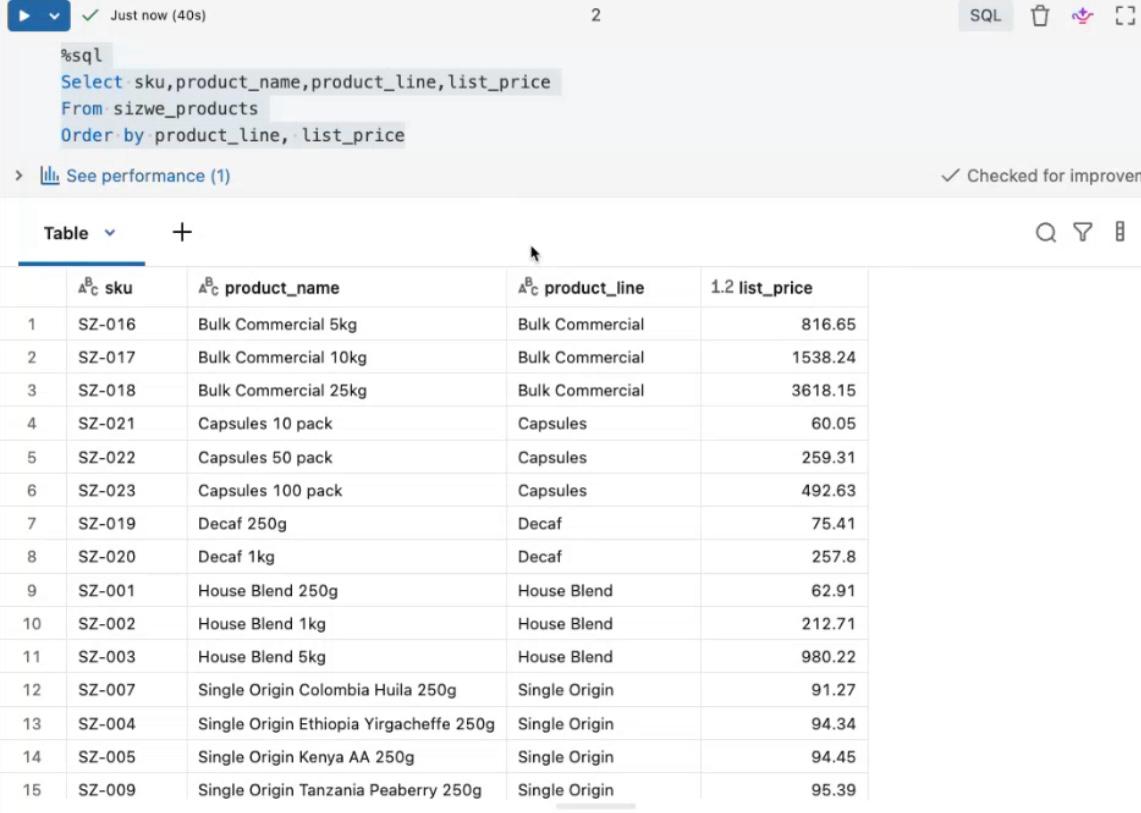 Just now (40s)
2
SQL
%sql
Select sku,product_name,product_line,list_price
From sizwe_products
Order by product_line, list_price
See performance (1)
Checked for improvem
Table
ABC sku ABC product_name ABC product_line 1.2 list_price
1 SZ-016 Bulk Commercial 5kg Bulk Commercial 816.65
2 SZ-017 Bulk Commercial 10kg Bulk Commercial 1538.24
3 SZ-018 Bulk Commercial 25kg Bulk Commercial 3618.15
4 SZ-021 Capsules 10 pack Capsules 60.05
5 SZ-022 Capsules 50 pack Capsules 259.31
6 SZ-023 Capsules 100 pack Capsules 492.63
7 SZ-019 Decaf 250g Decaf 75.41
8 SZ-020 Decaf 1kg Decaf 257.8
9 SZ-001 House Blend 250g House Blend 62.91
10 SZ-002 House Blend 1kg House Blend 212.71
11 SZ-003 House Blend 5kg House Blend 980.22
12 SZ-007 Single Origin Colombia Huila 250g Single Origin 91.27
13 SZ-004 Single Origin Ethiopia Yirgacheffe 250g Single Origin 94.34
14 SZ-005 Single Origin Kenya AA 250g Single Origin 94.45
15 SZ-009 Single Origin Tanzania Peaberry 250g Single Origin 95.39